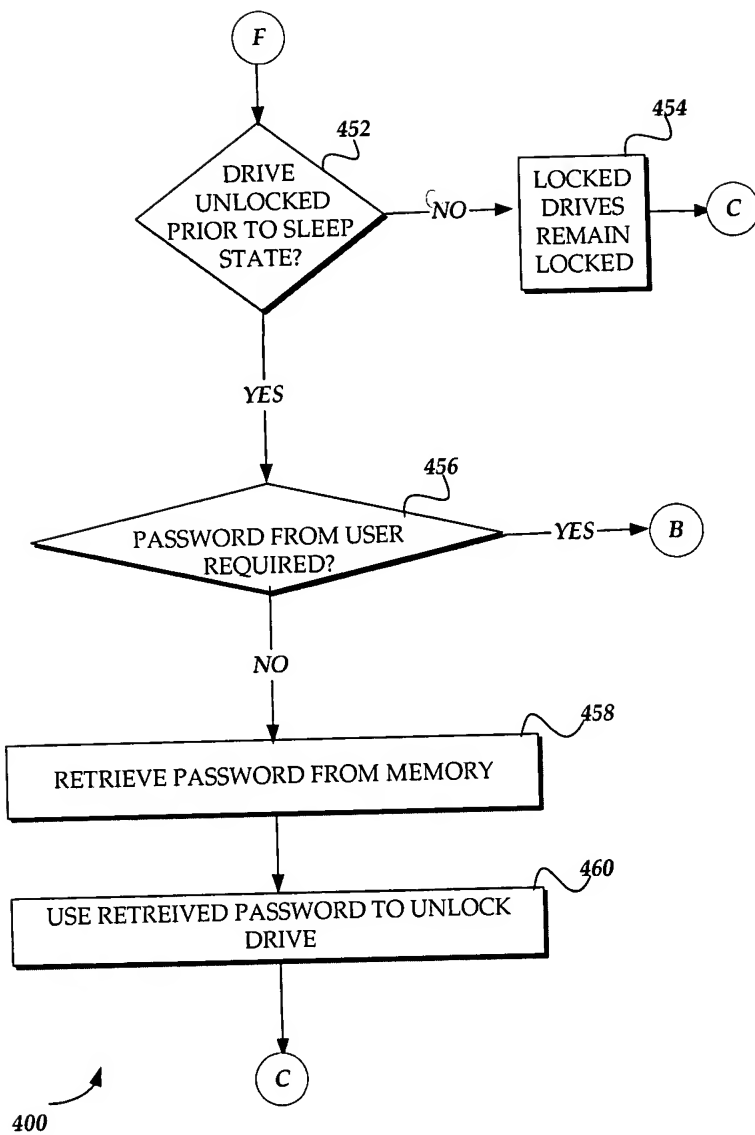 F
452
DRIVE
UNLOCKED
PRIOR TO SLEEP
STATE?
NO
454
LOCKED
DRIVES
REMAIN
LOCKED
C
YES
456
PASSWORD FROM USER
REQUIRED?
YES
B
NO
458
RETRIEVE PASSWORD FROM MEMORY
460
USE RETREIVED PASSWORD TO UNLOCK
DRIVE
C
400